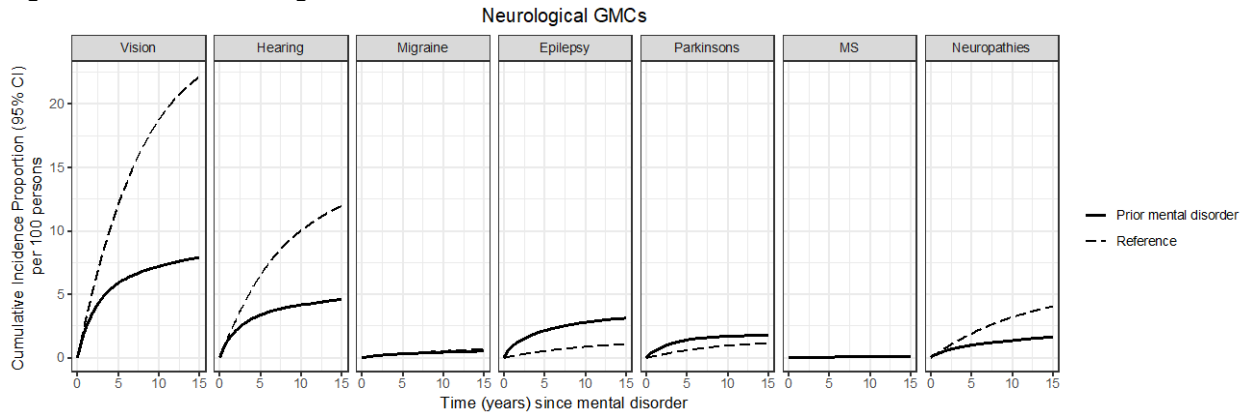 Neurological GMCs
Vision Hearing Migraine Epilepsy Parkinsons MS Neuropathies
Cumulative Incidence Proportion (95% CI)
per 100 persons
20
15
10
5
0
0 5 10 15 0 5 10 15 0 5 10 15 0 5 10 15 0 5 10 15 0 5 10 15 0 5 10 15
Time (years) since mental disorder
Prior mental disorder
Reference